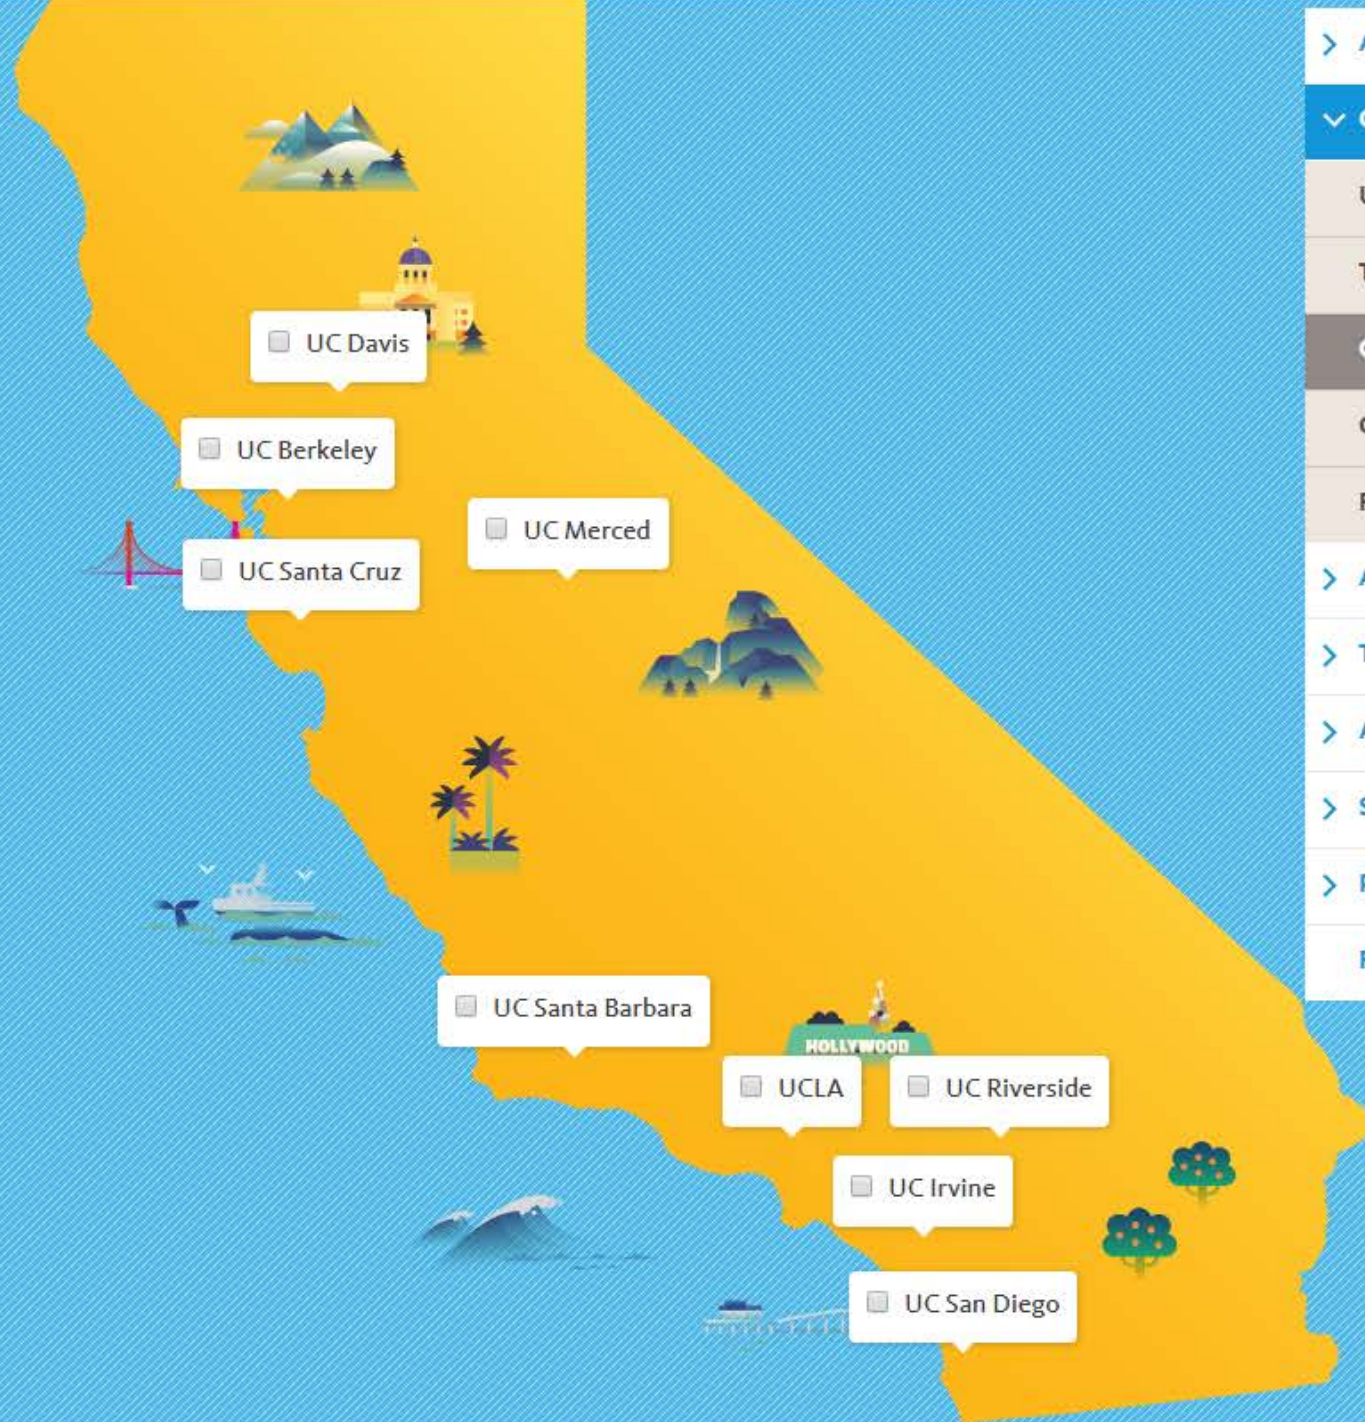 UC Davis
UC Berkeley
UC Merced
UC Santa Cruz
UC Santa Barbara
HOLLYWOOD
UCLA
UC Riverside
UC Irvine
UC San Diego